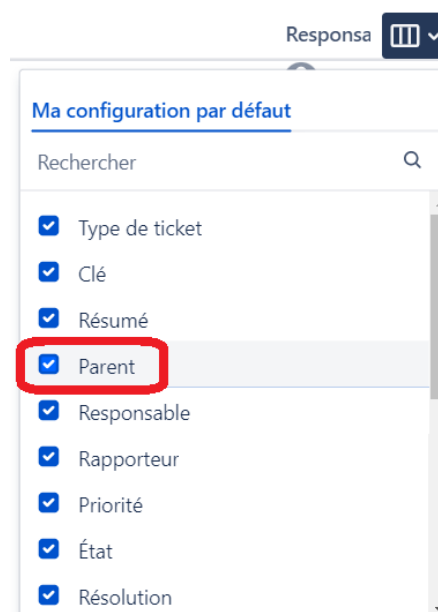 Responsa
Ma configuration par défaut
Rechercher
Type de ticket
Clé
Résumé
Parent
Responsable
Rapporteur
Priorité
État
Résolution